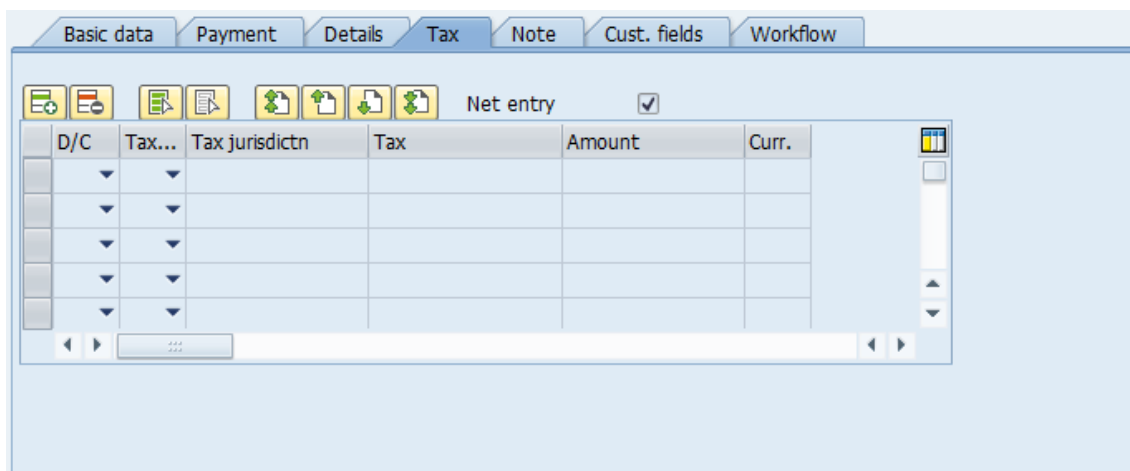 Basic data Payment Details Tax Note Cust. fields Workflow
Net entry
D/C Tax... Tax jurisdictn Tax Amount Curr.